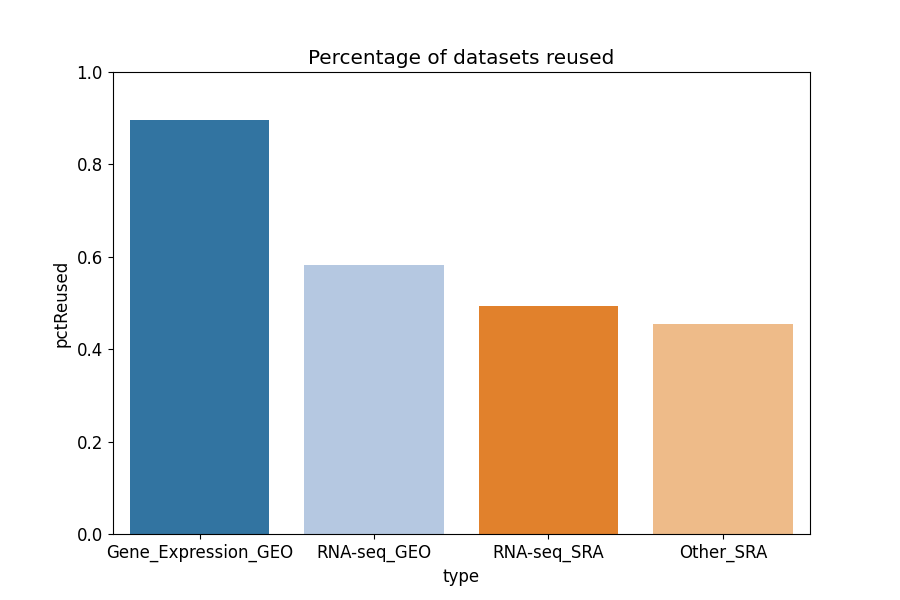 Percentage of datasets reused
1.0
0.8
0.6
0.4
0.2
0.0
pctReused
Gene_Expression_GEO RNA-seq_GEO RNA-seq_SRA Other_SRA
type